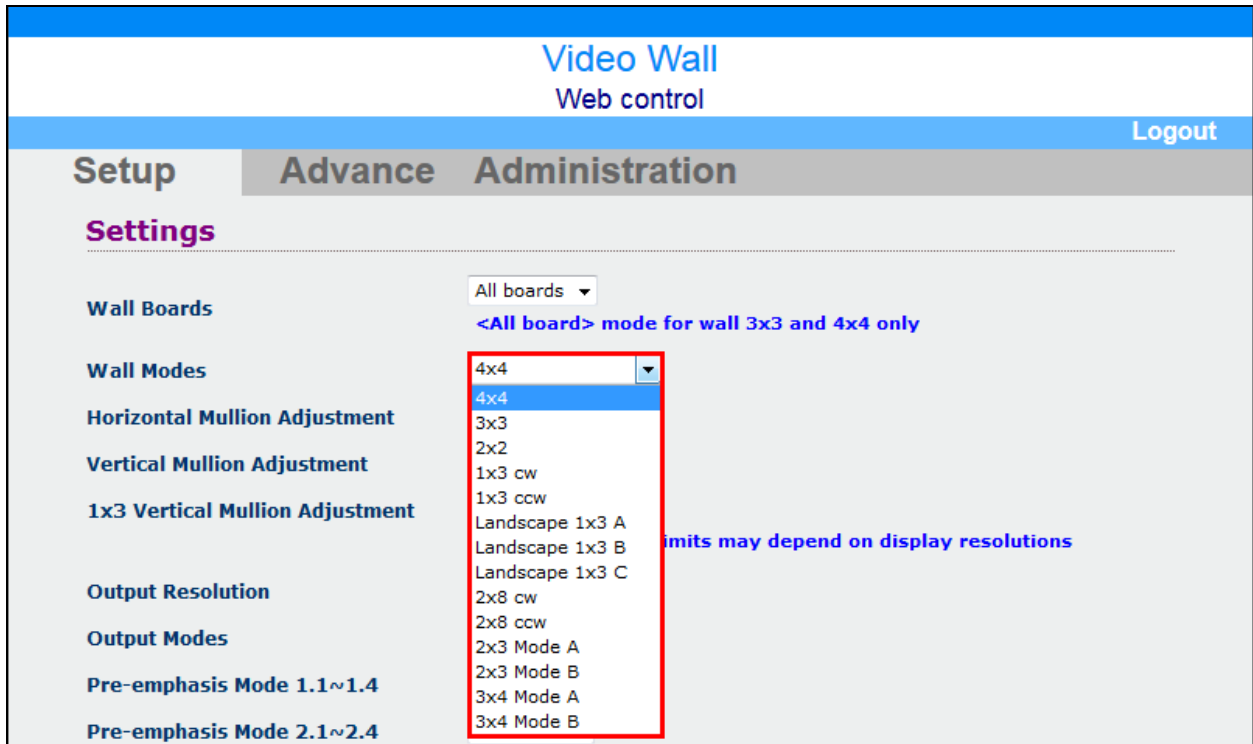 Video Wall
Web control
Logout
Setup Advance Administration
Settings
Wall Boards
All boards
<All board> mode for wall 3x3 and 4x4 only
Wall Modes
4x4
4x4
Horizontal Mullion Adjustment
3x3
2x2
Vertical Mullion Adjustment
1x3 cw
1x3 ccw
1x3 Vertical Mullion Adjustment
Landscape 1x3 A
Landscape 1x3 B
imits may depend on display resolutions
Landscape 1x3 C
Output Resolution
2x8 cw
2x8 ccw
Output Modes
2x3 Mode A
2x3 Mode B
Pre-emphasis Mode 1.1~1.4
3x4 Mode A
3x4 Mode B
Pre-emphasis Mode 2.1~2.4